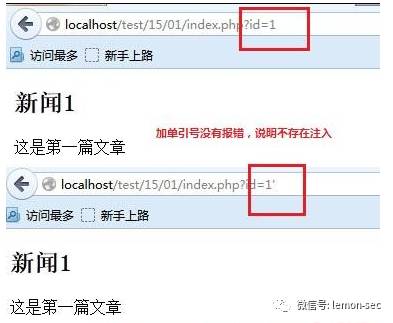 localhost/test/15/01/index.php?id=1
访问最多 新手上路
新闻1
加单引号没有报错，说明不存在注入
这是第一篇文章
localhost/test/15/01/index.php?id=1'
访问最多 新手上路
新闻1
微信号: lemon-sec
这是第一篇文章